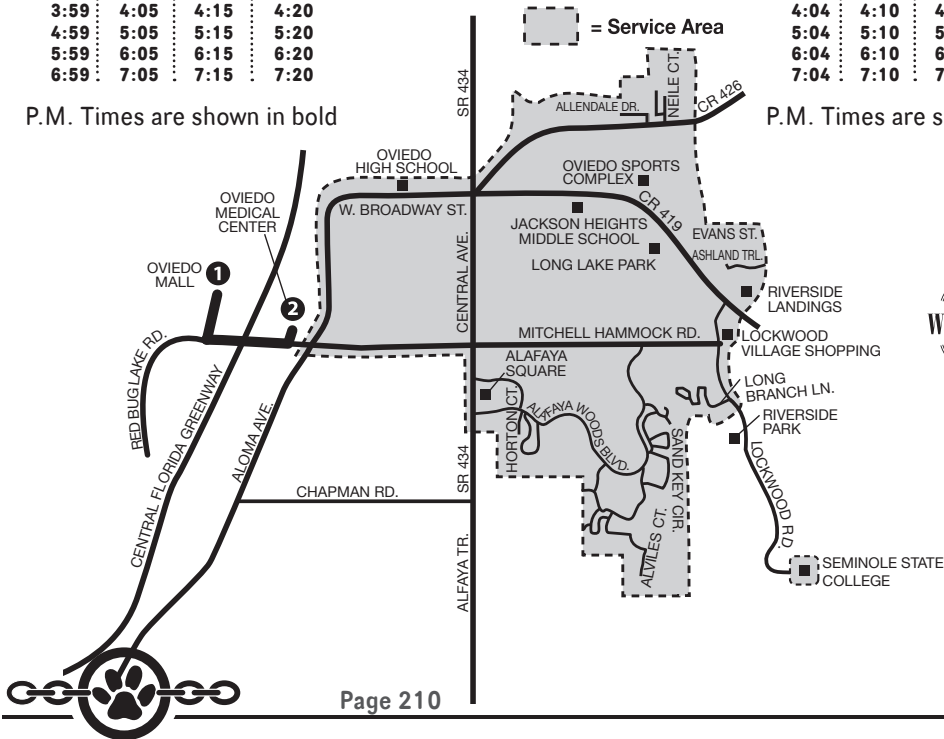 3:59 4:05 4:15 4:20
4:59 5:05 5:15 5:20
5:59 6:05 6:15 6:20
6:59 7:05 7:15 7:20
P.M. Times are shown in bold
= Service Area
4:04 4:10 4
5:04 5:10 5
6:04 6:10 6
7:04 7:10 7
P.M. Times are s
SR 434
ALLENDALE DR.
NEILE CT.
CR 426
OVIEDO
HIGH SCHOOL
OVIEDO SPORTS
COMPLEX
CR 419
OVIEDO
MEDICAL
CENTER
W. BROADWAY ST.
JACKSON HEIGHTS
MIDDLE SCHOOL
EVANS ST.
ASHLAND TRL.
LONG LAKE PARK
OVIEDO
MALL
1
2
CENTRAL AVE.
RIVERSIDE
LANDINGS
W
MITCHELL HAMMOCK RD.
LOCKWOOD
VILLAGE SHOPPING
RED BUG LAKE RD.
ALAFAYA
SQUARE
LONG
BRANCH LN.
RIVERSIDE
PARK
HORTON CT.
ALAFAYA WOODS BLVD.
SAND KEY CIR.
LOCKWOOD RD.
CENTRAL FLORIDA GREENWAY
ALOMA AVE.
SR 434
CHAPMAN RD.
ALVILES CT.
ALFAYA TR.
SEMINOLE STATE
COLLEGE
Page 210